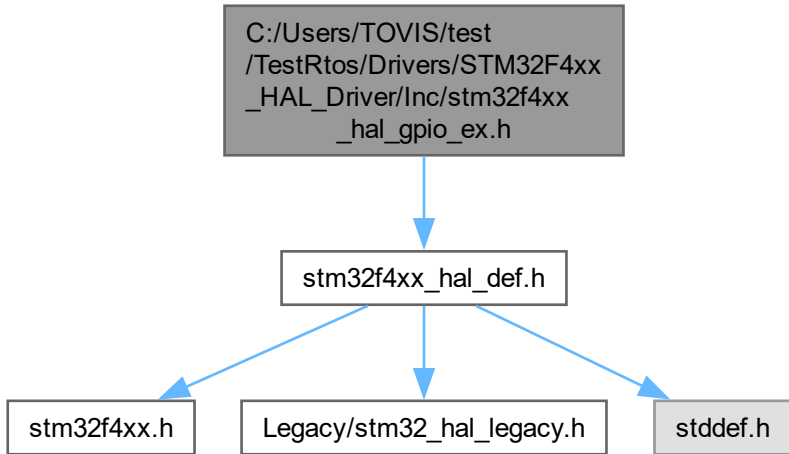 C:/Users/TOVIS/test
/TestRtos/Drivers/STM32F4xx
_HAL_Driver/Inc/stm32f4xx
_hal_gpio_ex.h
stm32f4xx_hal_def.h
stm32f4xx.h
Legacy/stm32_hal_legacy.h
stddef.h